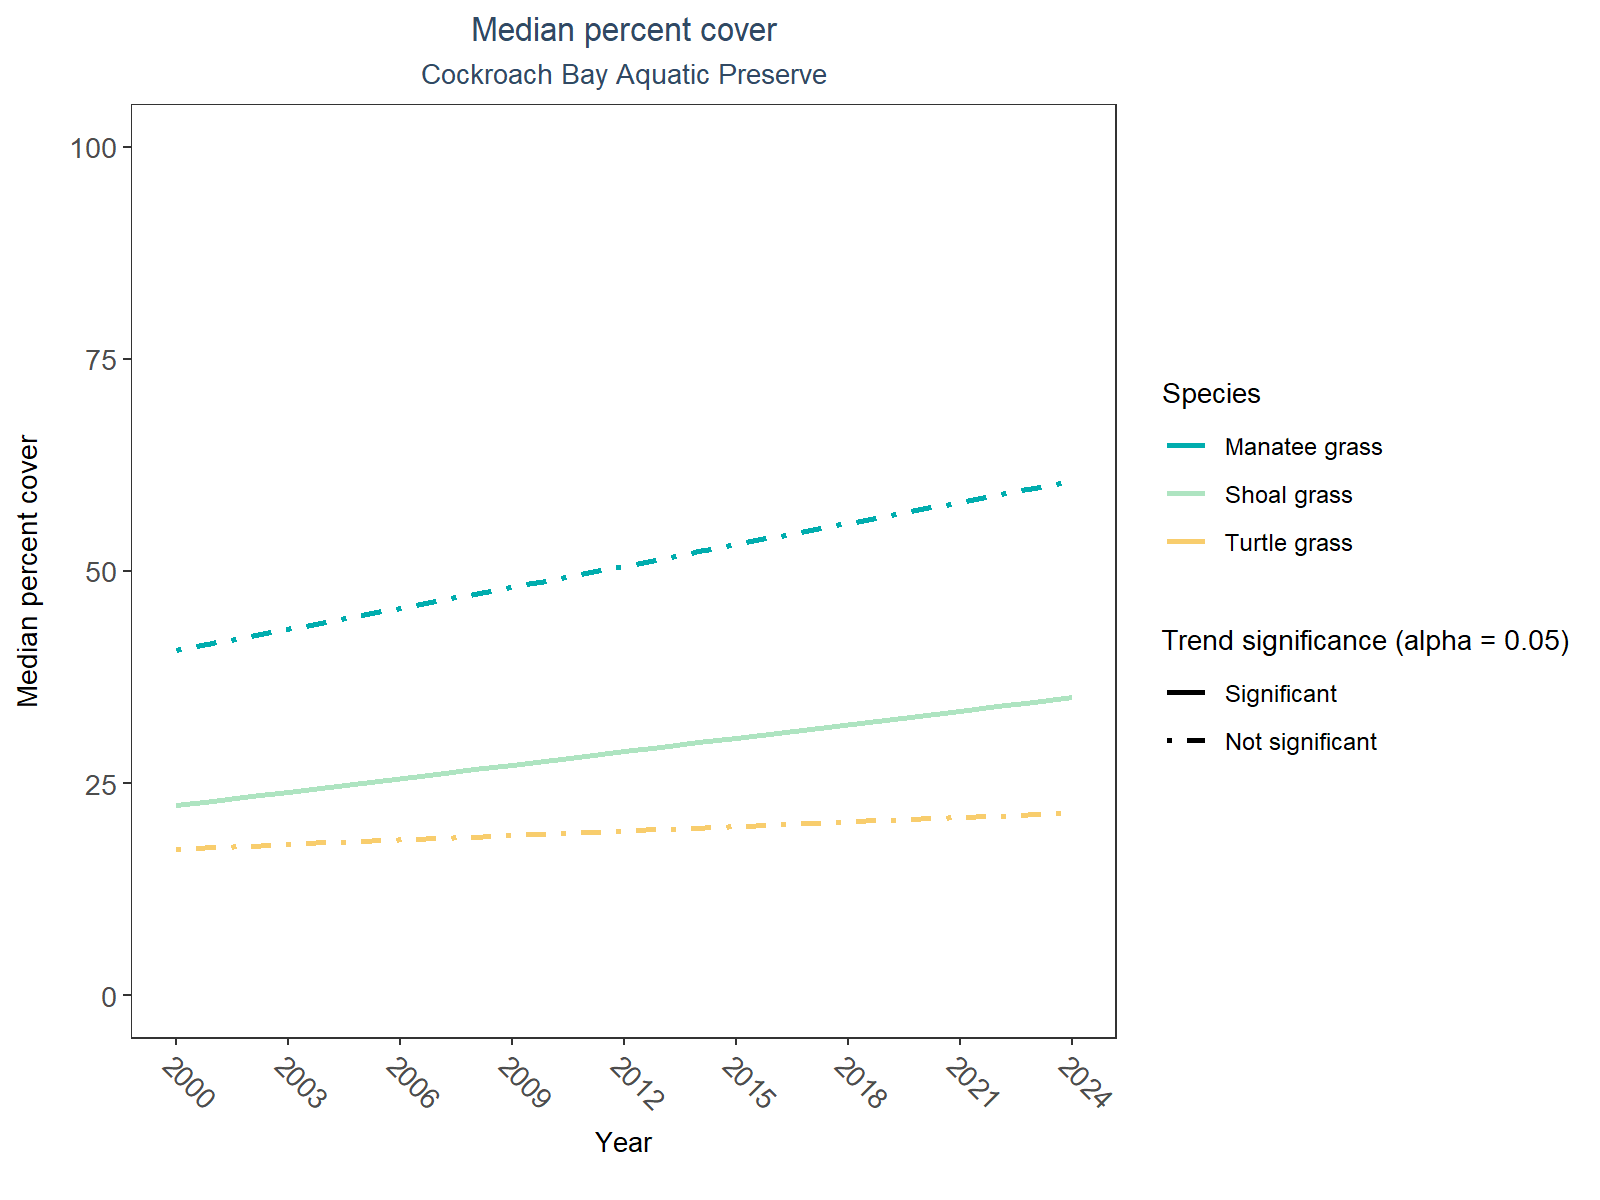 Median percent cover
Cockroach Bay Aquatic Preserve
Median percent cover
100
75
50
25
0
2000
2003
2006
2009
2012
2015
2018
2021
2024
Year
Species
Manatee grass
Shoal grass
Turtle grass
Trend significance (alpha = 0.05)
Significant
Not significant